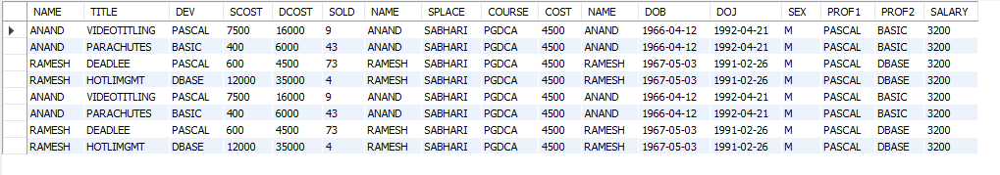 NAME TITLE DEV SCOST DCOST SOLD NAME SPLACE COURSE COST NAME DOB DOJ SEX PROF1 PROF2 SALARY
ANAND VIDEOTITLING PASCAL 7500 16000 9 ANAND SABHARI PGDCA 4500 ANAND 1966-04-12 1992-04-21 M PASCAL BASIC 3200
ANAND PARACHUTES BASIC 400 6000 43 ANAND SABHARI PGDCA 4500 ANAND 1966-04-12 1992-04-21 M PASCAL BASIC 3200
RAMESH DEADLEE PASCAL 600 4500 73 RAMESH SABHARI PGDCA 4500 RAMESH 1967-05-03 1991-02-26 M PASCAL DBASE 3200
RAMESH HOTLIMGMT DBASE 12000 35000 4 RAMESH SABHARI PGDCA 4500 RAMESH 1967-05-03 1991-02-26 M PASCAL DBASE 3200
ANAND VIDEOTITLING PASCAL 7500 16000 9 ANAND SABHARI PGDCA 4500 ANAND 1966-04-12 1992-04-21 M PASCAL BASIC 3200
ANAND PARACHUTES BASIC 400 6000 43 ANAND SABHARI PGDCA 4500 ANAND 1966-04-12 1992-04-21 M PASCAL BASIC 3200
RAMESH DEADLEE PASCAL 600 4500 73 RAMESH SABHARI PGDCA 4500 RAMESH 1967-05-03 1991-02-26 M PASCAL DBASE 3200
RAMESH HOTLIMGMT DBASE 12000 35000 4 RAMESH SABHARI PGDCA 4500 RAMESH 1967-05-03 1991-02-26 M PASCAL DBASE 3200